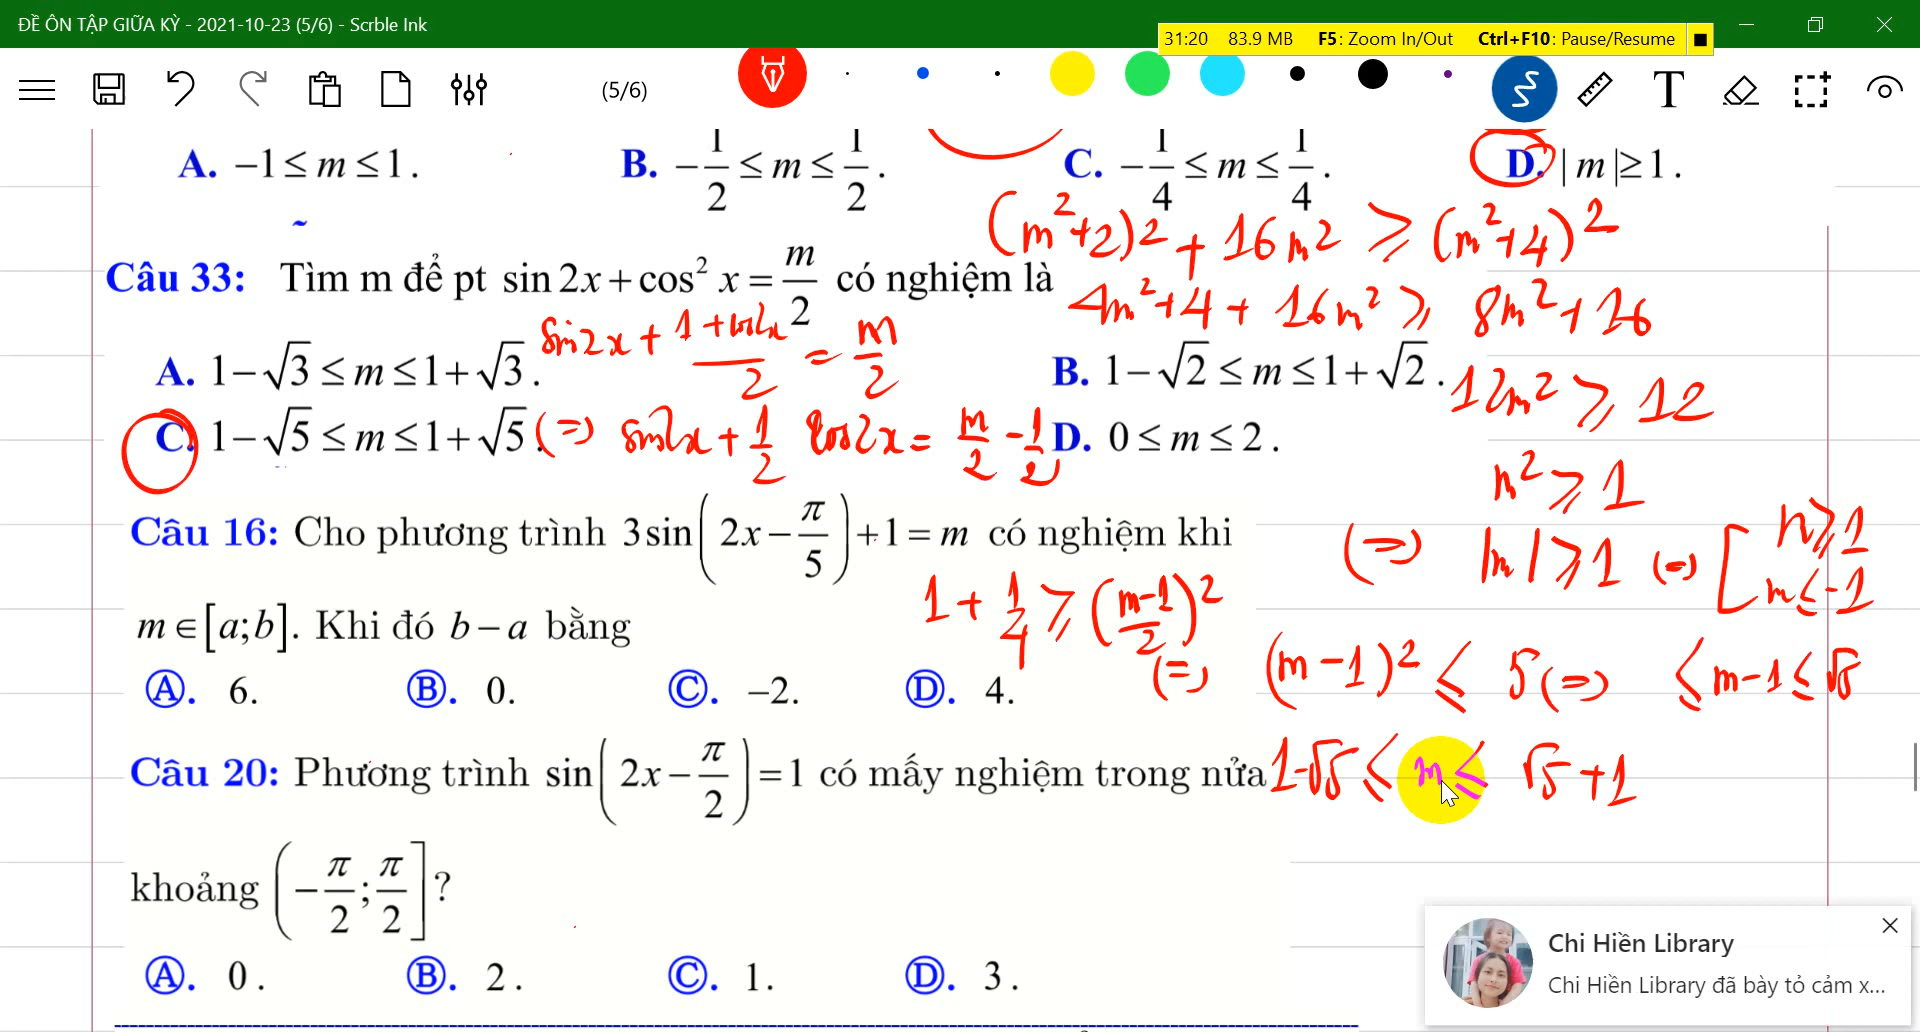 ĐỀ ÔN TẬP GIỮA KỲ - 2021-10-23 (5/6) - Scrble Ink
31:20 83.9 MB F5: Zoom In/Out Ctrl+F10: Pause/Resume
(5/6) T
A. −1 ≤ m ≤ 1. B. −1/2 ≤ m ≤ 1/2. C. −1/4 ≤ m ≤ 1/4. D. |m| ≥ 1.
(m²+2)² + 16m² ≥ (m²+4)²
Câu 33: Tìm m để pt sin 2x + cos² x = m/2 có nghiệm là
4m²+4 + 16m² ≥ 8m²+16
sin2x + (1+cos2x)/2 = m/2
A. 1−√3 ≤ m ≤ 1+√3. B. 1−√2 ≤ m ≤ 1+√2.
12m² ≥ 12
C. 1−√5 ≤ m ≤ 1+√5. D. 0 ≤ m ≤ 2.
(=) sin2x + 1/2 cos2x = m/2 − 1/2
m² ≥ 1
(=) |m| ≥ 1 (=) [ m ≥ 1
m ≤ -1
Câu 16: Cho phương trình 3sin(2x − π/5) + 1 = m có nghiệm khi
1 + 1/4 ≥ ((m-1)/2)²
m ∈ [a;b]. Khi đó b − a bằng
(=) (m-1)² ≤ 5 (=) ≤ m-1 ≤ √5
A. 6. B. 0. C. −2. D. 4.
Câu 20: Phương trình sin(2x − π/2) = 1 có mấy nghiệm trong nửa
1-√5 ≤ m ≤ √5+1
khoảng (−π/2; π/2]?
A. 0. B. 2. C. 1. D. 3.
Chi Hiền Library
Chi Hiền Library đã bày tỏ cảm x...